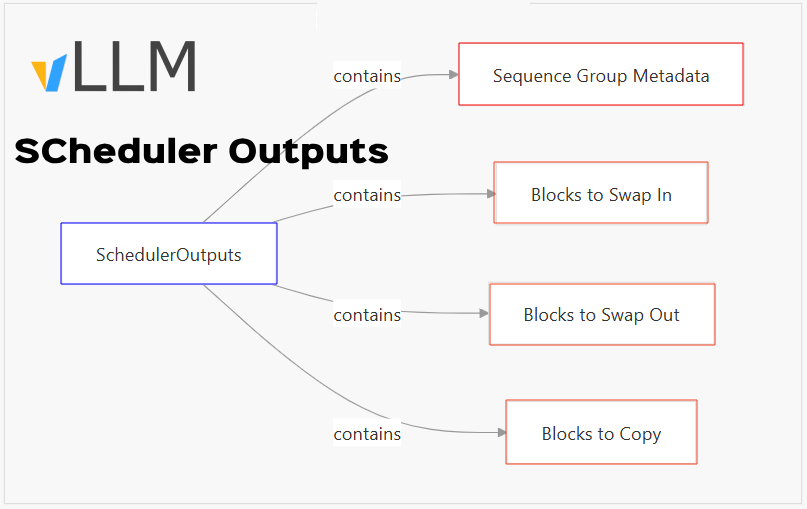 vLLM
SCheduler Outputs
contains
Sequence Group Metadata
contains
Blocks to Swap In
SchedulerOutputs
contains
Blocks to Swap Out
contains
Blocks to Copy